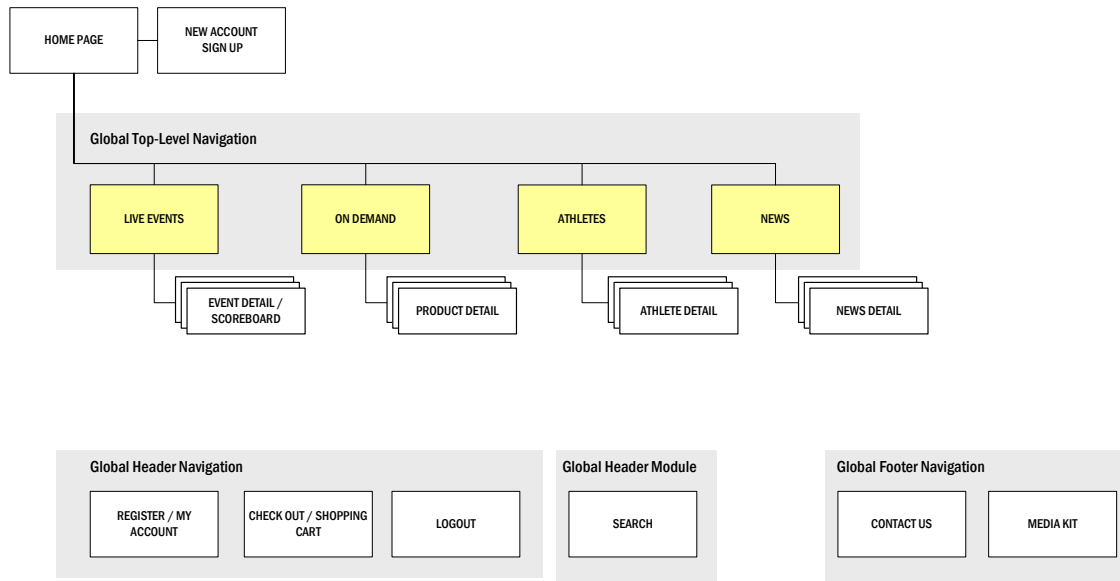 HOME PAGE
NEW ACCOUNT
SIGN UP
Global Top-Level Navigation
LIVE EVENTS
ON DEMAND
ATHLETES
NEWS
EVENT DETAIL /
SCOREBOARD
PRODUCT DETAIL
ATHLETE DETAIL
NEWS DETAIL
Global Header Navigation
REGISTER / MY
ACCOUNT
CHECK OUT / SHOPPING
CART
LOGOUT
Global Header Module
SEARCH
Global Footer Navigation
CONTACT US
MEDIA KIT